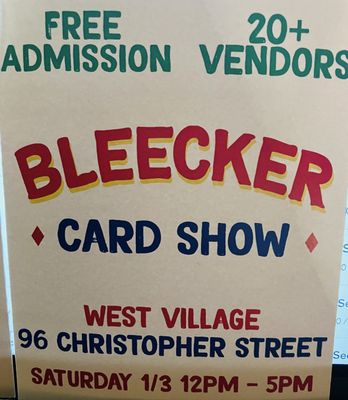 FREE ADMISSION
20+ VENDORS
BLEECKER
CARD SHOW
WEST VILLAGE
96 CHRISTOPHER STREET
SATURDAY 1/3 12PM - 5PM